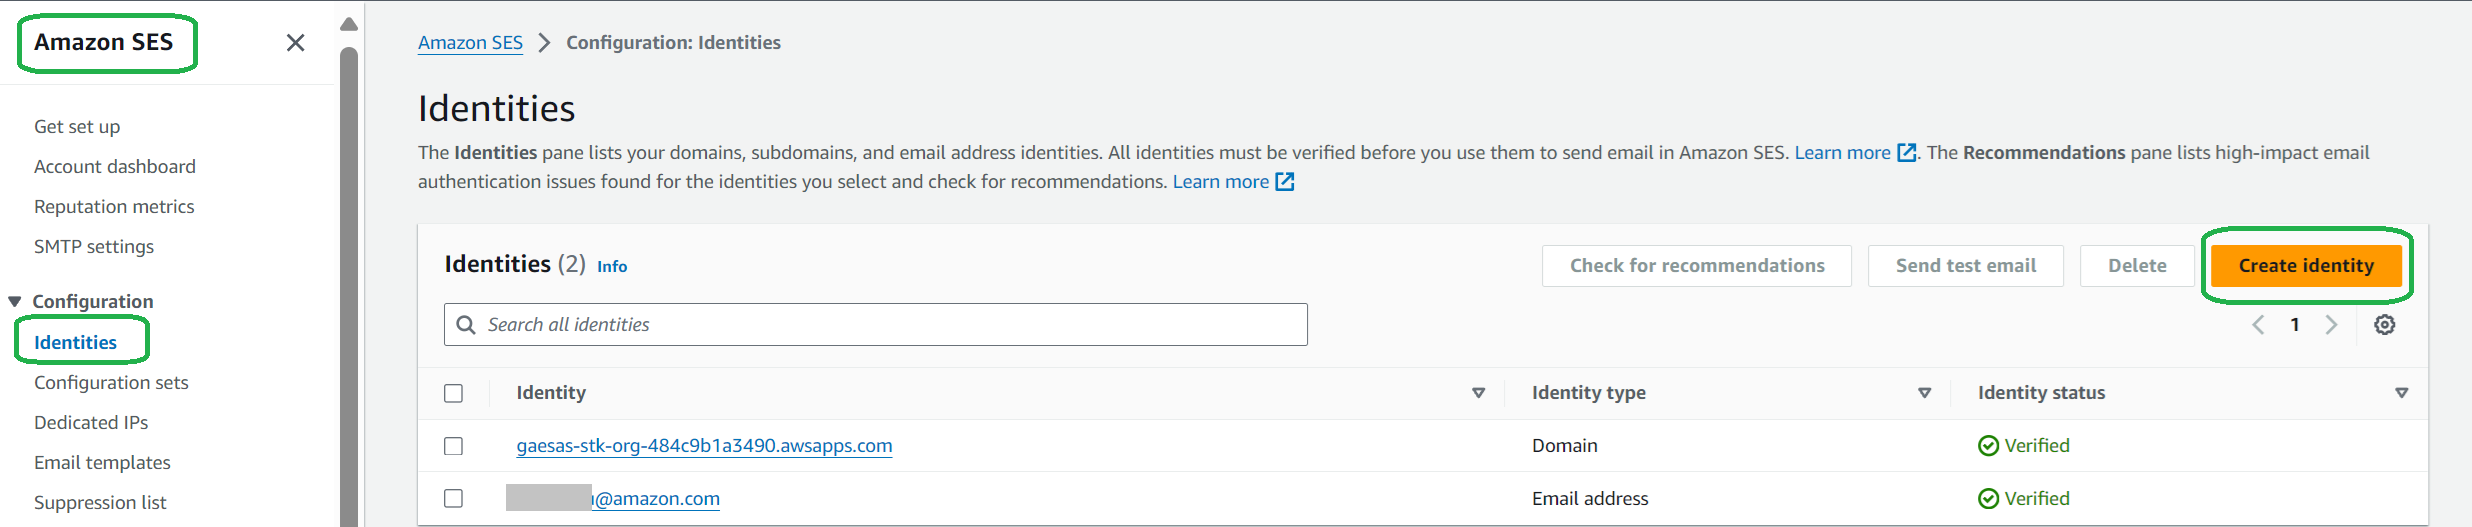 Amazon SES
Get set up
Account dashboard
Reputation metrics
SMTP settings
Configuration
Identities
Configuration sets
Dedicated IPs
Email templates
Suppression list
Amazon SES > Configuration: Identities
Identities
The Identities pane lists your domains, subdomains, and email address identities. All identities must be verified before you use them to send email in Amazon SES. Learn more. The Recommendations pane lists high-impact email
authentication issues found for the identities you select and check for recommendations. Learn more
Identities (2) Info
Check for recommendations Send test email Delete Create identity
Search all identities
1
Identity Identity type Identity status
gaesas-stk-org-484c9b1a3490.awsapps.com Domain Verified
@amazon.com Email address Verified